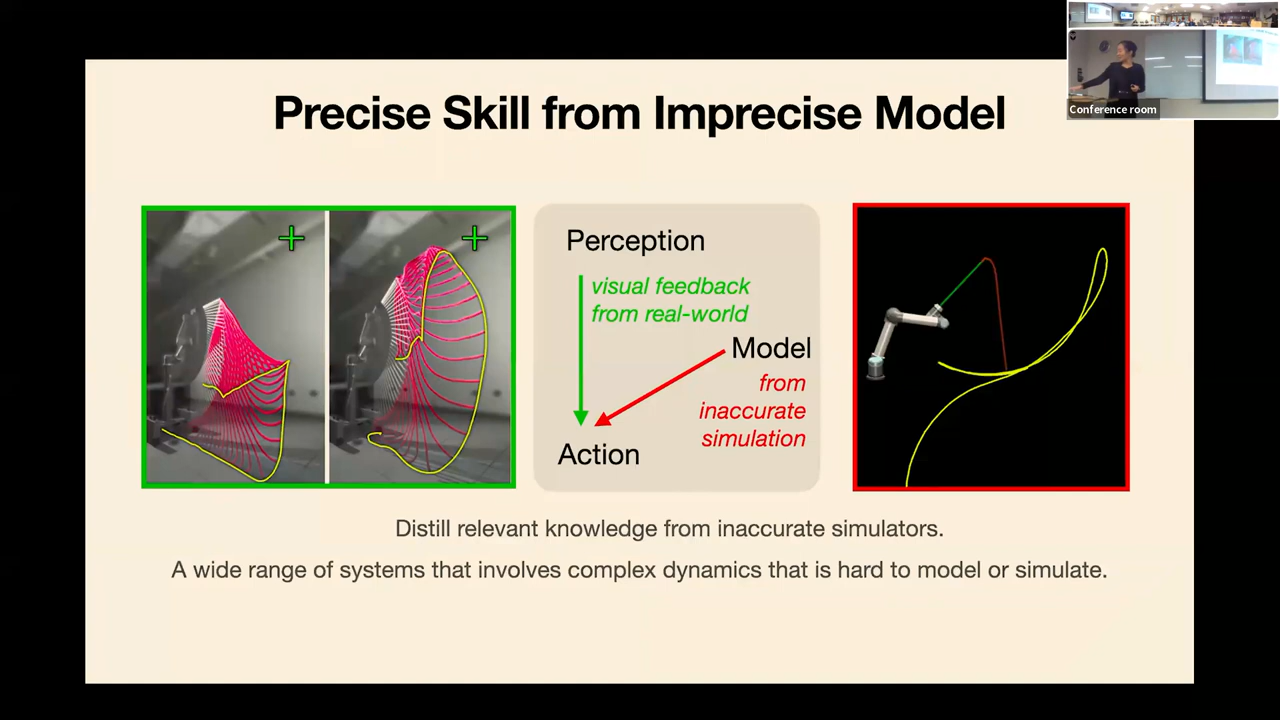 Precise Skill from Imprecise Model
Conference room
Perception
visual feedback
from real-world
Model
from
inaccurate
simulation
Action
Distill relevant knowledge from inaccurate simulators.
A wide range of systems that involves complex dynamics that is hard to model or simulate.